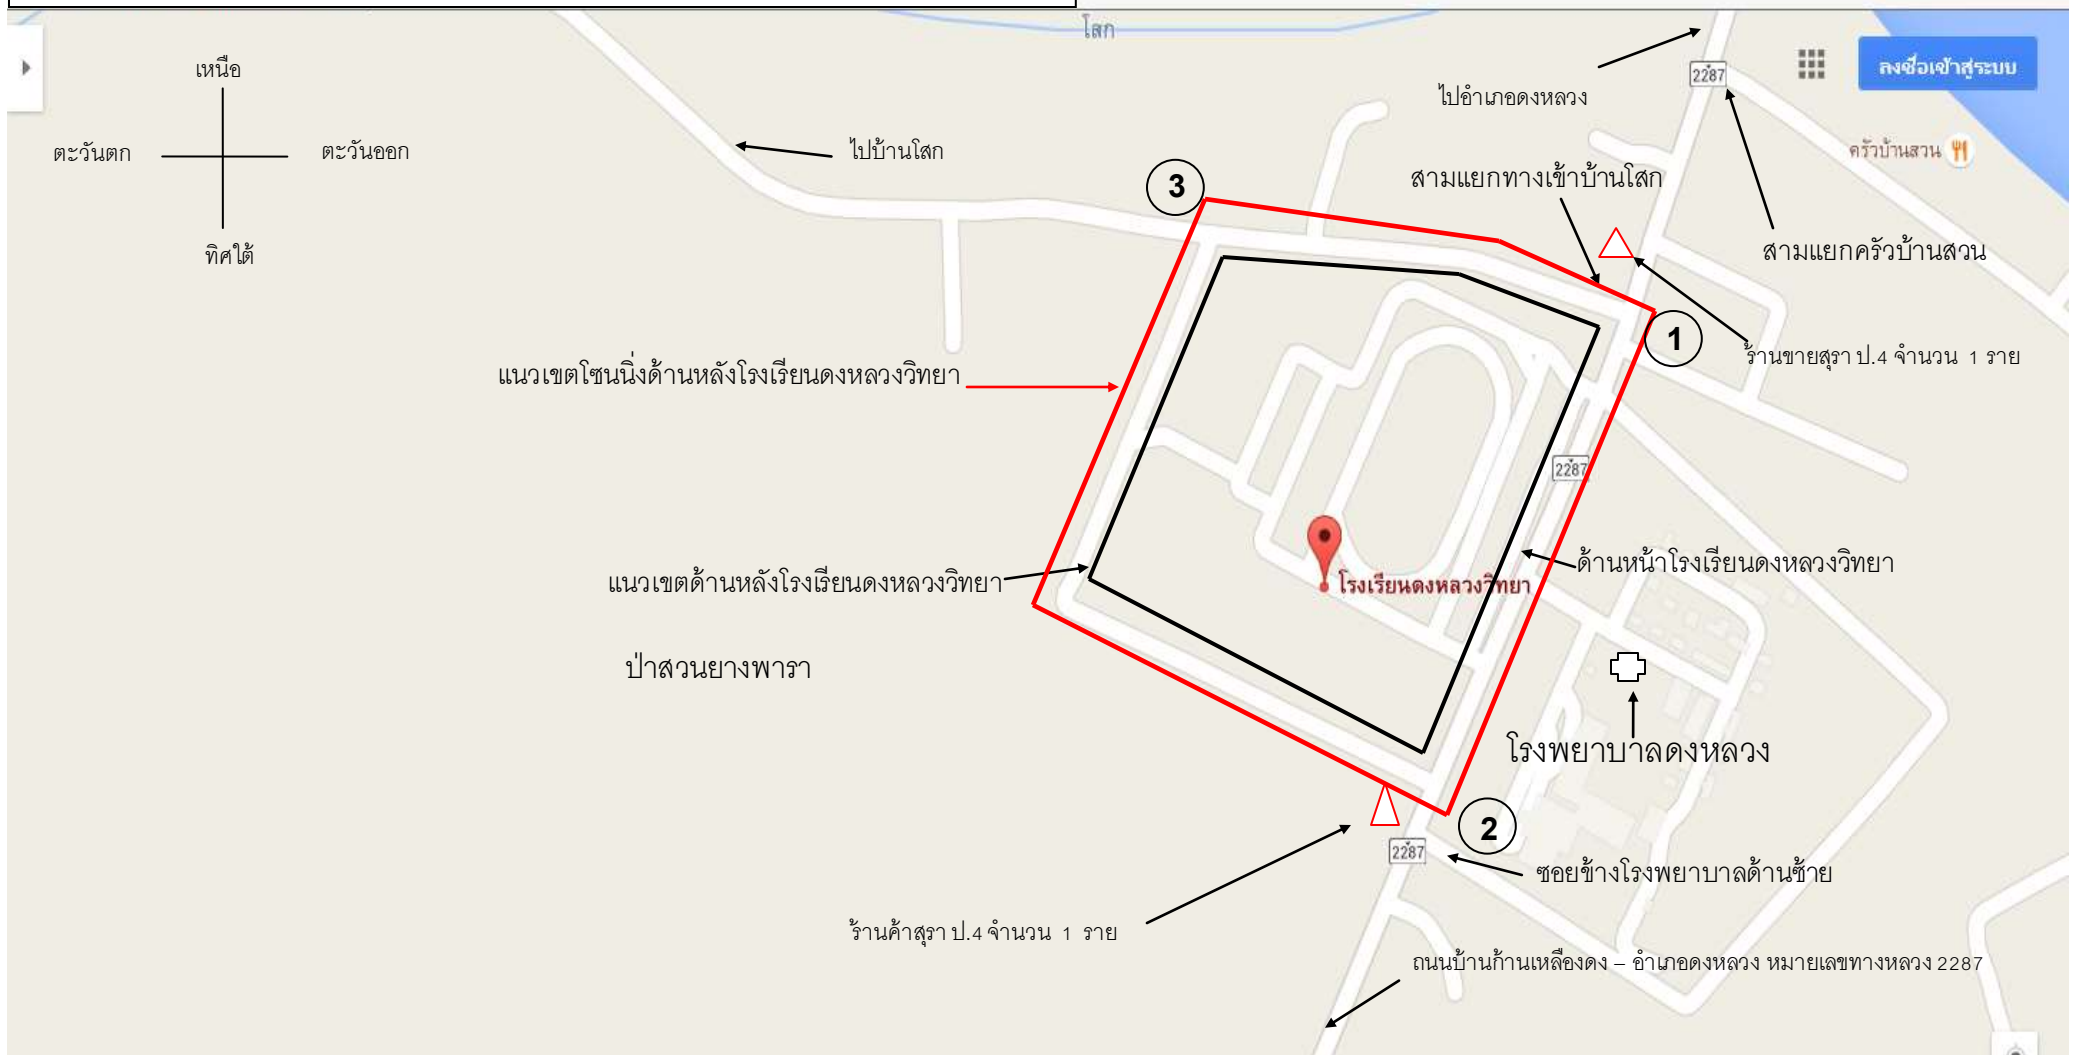 โสก
เหนือ
ตะวันตก
ตะวันออก
ทิศใต้
ไปบ้านโสก
ไปอำเภอดงหลวง
2287
ลงชื่อเข้าสู่ระบบ
ครัวบ้านสวน
สามแยกทางเข้าบ้านโสก
3
สามแยกครัวบ้านสวน
1
ร้านขายสุรา ป.4 จำนวน 1 ราย
แนวเขตโซนนิ่งด้านหลังโรงเรียนดงหลวงวิทยา
2287
ด้านหน้าโรงเรียนดงหลวงวิทยา
แนวเขตด้านหลังโรงเรียนดงหลวงวิทยา
โรงเรียนดงหลวงวิทยา
ป่าสวนยางพารา
โรงพยาบาลดงหลวง
2
2287
ซอยข้างโรงพยาบาลด้านซ้าย
ร้านค้าสุรา ป.4 จำนวน 1 ราย
ถนนบ้านก้านเหลืองดง – อำเภอดงหลวง หมายเลขทางหลวง 2287